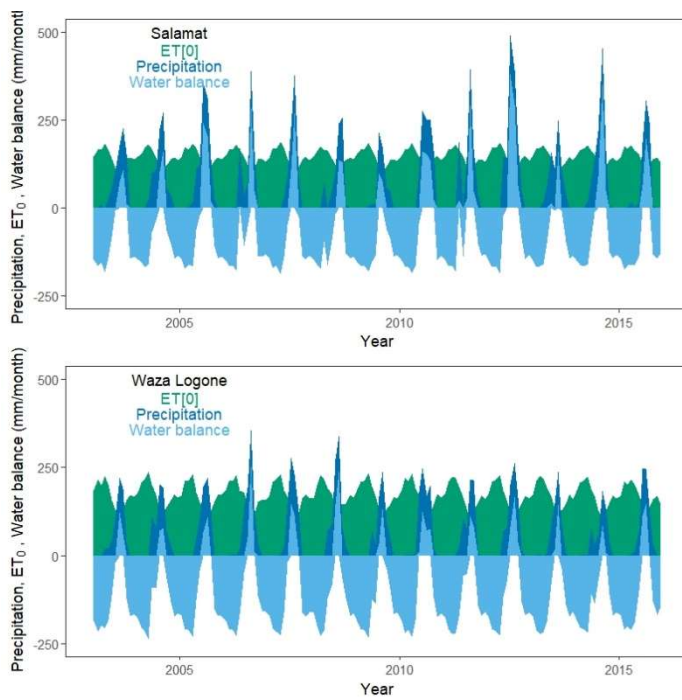 Precipitation, ET₀ , Water balance (mm/montl
500
250
0
-250
Salamat
ET[0]
Precipitation
Water balance
2005
2010
2015
Year
Precipitation, ET₀ , Water balance (mm/month)
500
250
0
-250
Waza Logone
ET[0]
Precipitation
Water balance
2005
2010
2015
Year